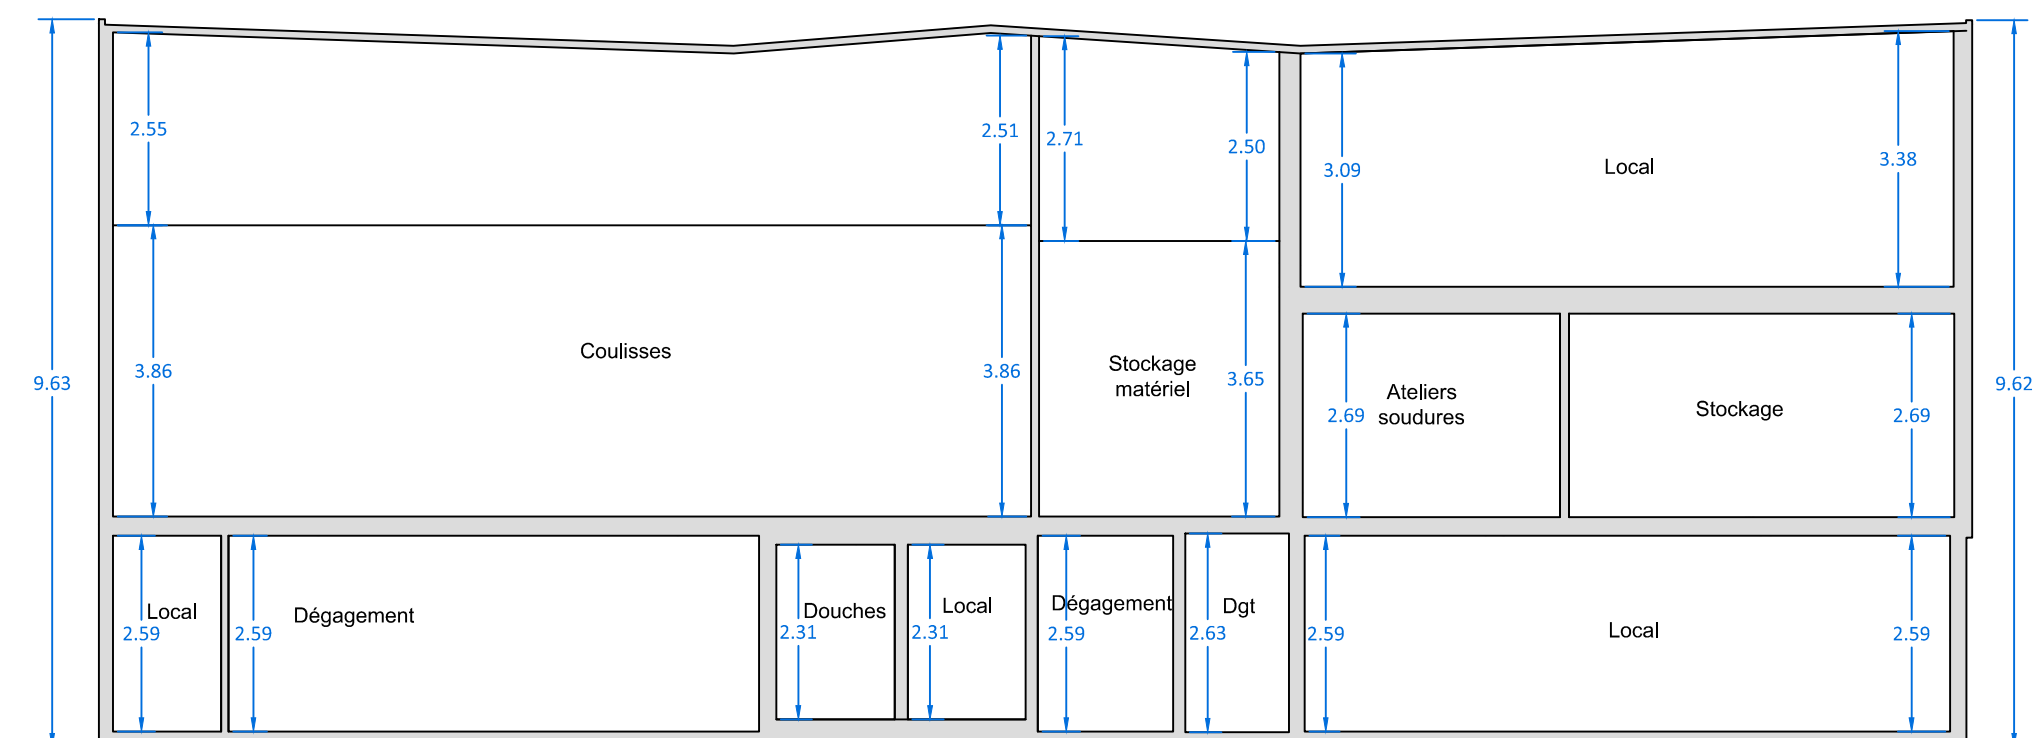 2.55
2.51
2.71
2.50
3.09
Local
3.38
9.63
3.86
Coulisses
3.86
Stockage
matériel
3.65
2.69
Ateliers
soudures
Stockage
2.69
9.62
Local
2.59
2.59
Dégagement
Douches
2.31
Local
2.31
Dégagement
2.59
Dgt
2.63
2.59
Local
2.59